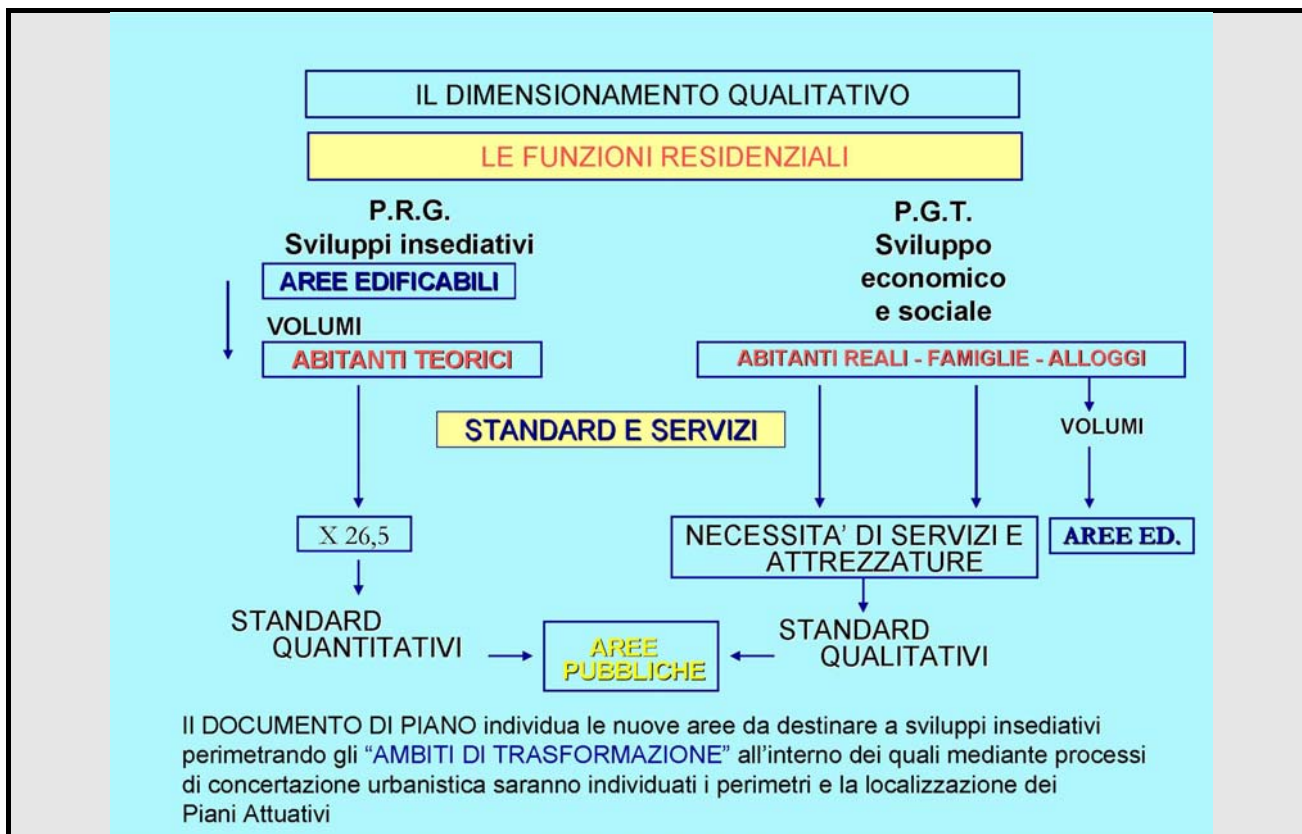 IL DIMENSIONAMENTO QUALITATIVO
LE FUNZIONI RESIDENZIALI
P.R.G.
Sviluppi insediativi
AREE EDIFICABILI
VOLUMI
ABITANTI TEORICI
P.G.T.
Sviluppo
economico
e sociale
ABITANTI REALI - FAMIGLIE - ALLOGGI
STANDARD E SERVIZI
VOLUMI
X 26,5
NECESSITA' DI SERVIZI E
ATTREZZATURE
AREE ED.
STANDARD
QUANTITATIVI
AREE
PUBBLICHE
STANDARD
QUALITATIVI
Il DOCUMENTO DI PIANO individua le nuove aree da destinare a sviluppi insediativi
perimetrando gli “AMBITI DI TRASFORMAZIONE” all’interno dei quali mediante processi
di concertazione urbanistica saranno individuati i perimetri e la localizzazione dei
Piani Attuativi